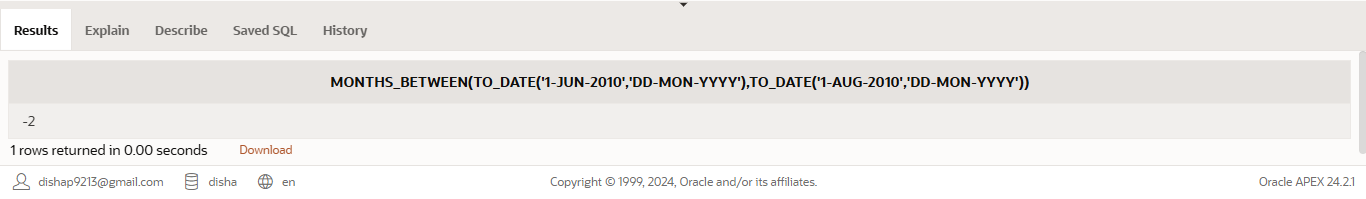 Results Explain Describe Saved SQL History
MONTHS_BETWEEN(TO_DATE('1-JUN-2010','DD-MON-YYYY'),TO_DATE('1-AUG-2010','DD-MON-YYYY'))
-2
1 rows returned in 0.00 seconds Download
dishap9213@gmail.com disha en Copyright © 1999, 2024, Oracle and/or its affiliates. Oracle APEX 24.2.1